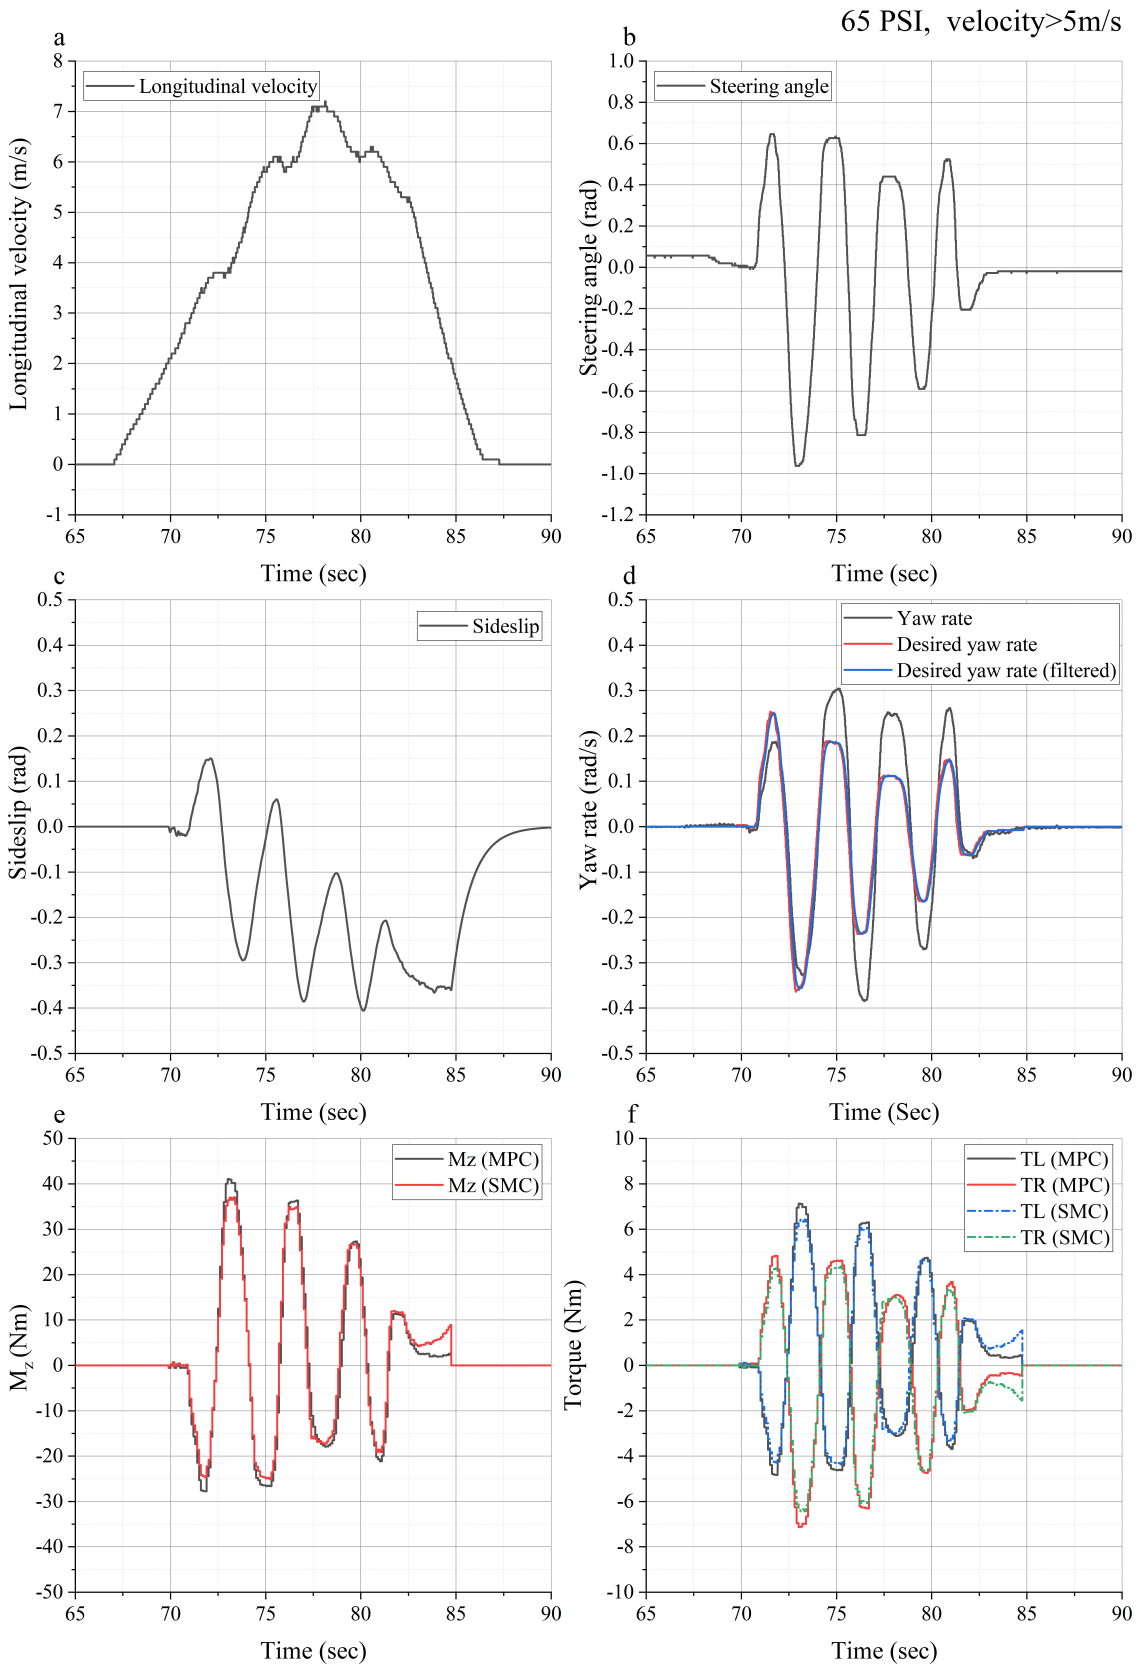 65 PSI,  velocity>5m/s
a
Longitudinal velocity
8
7
6
5
4
3
2
1
0
-1
Longitudinal velocity (m/s)
65 70 75 80 85 90
Time (sec)
b
Steering angle
1.0
0.8
0.6
0.4
0.2
0.0
-0.2
-0.4
-0.6
-0.8
-1.0
-1.2
Steering angle (rad)
65 70 75 80 85 90
Time (sec)
c
Sideslip
0.5
0.4
0.3
0.2
0.1
0.0
-0.1
-0.2
-0.3
-0.4
-0.5
Sideslip (rad)
65 70 75 80 85 90
Time (sec)
d
Yaw rate
Desired yaw rate
Desired yaw rate (filtered)
0.5
0.4
0.3
0.2
0.1
0.0
-0.1
-0.2
-0.3
-0.4
-0.5
Yaw rate (rad/s)
65 70 75 80 85 90
Time (Sec)
e
Mz (MPC)
Mz (SMC)
50
40
30
20
10
0
-10
-20
-30
-40
-50
Mz (Nm)
65 70 75 80 85 90
Time (sec)
f
TL (MPC)
TR (MPC)
TL (SMC)
TR (SMC)
10
8
6
4
2
0
-2
-4
-6
-8
-10
Torque (Nm)
65 70 75 80 85 90
Time (sec)